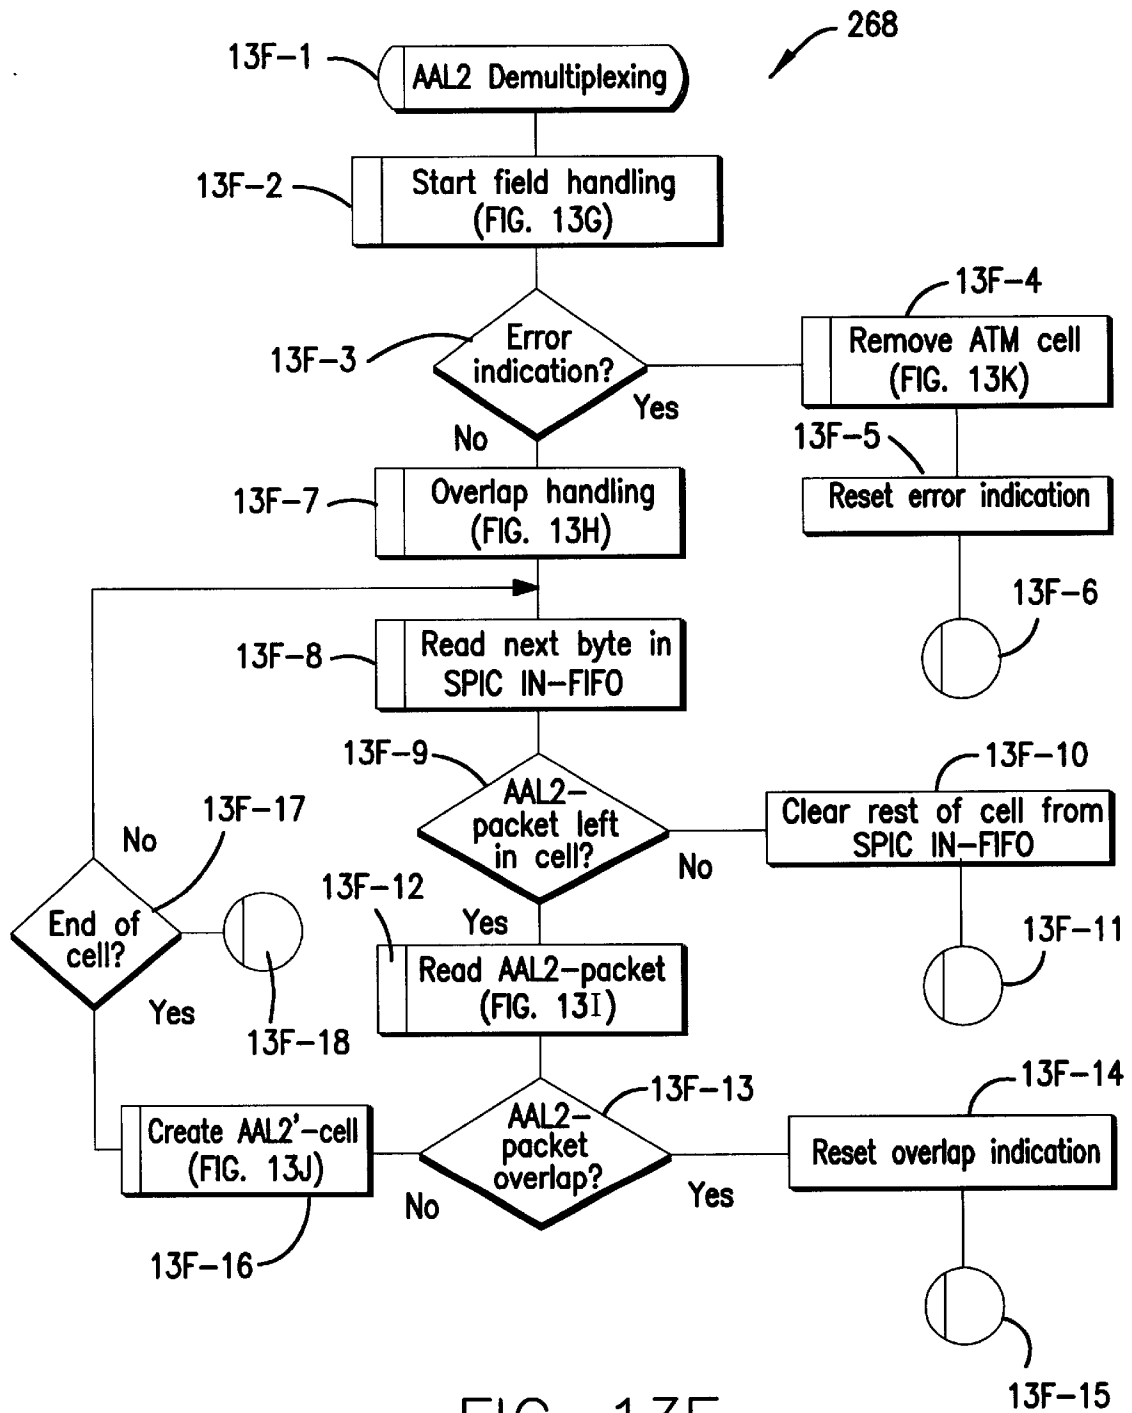 268
13F-1
AAL2 Demultiplexing
13F-2
Start field handling
(FIG. 13G)
13F-3
Error
indication?
Yes
No
13F-4
Remove ATM cell
(FIG. 13K)
13F-5
Reset error indication
13F-6
13F-7
Overlap handling
(FIG. 13H)
13F-8
Read next byte in
SPIC IN-FIFO
13F-9
AAL2-
packet left
in cell?
No
Yes
13F-10
Clear rest of cell from
SPIC IN-FIFO
13F-11
13F-12
Read AAL2-packet
(FIG. 13I)
13F-13
AAL2-
packet
overlap?
Yes
No
13F-14
Reset overlap indication
13F-15
Create AAL2'-cell
(FIG. 13J)
13F-16
13F-17
No
End of
cell?
Yes
13F-18
FIG. 13F